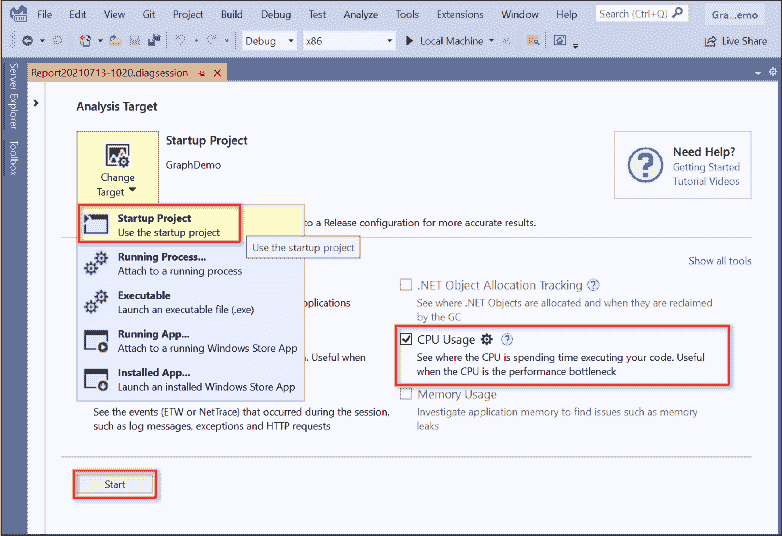 File Edit View Git Project Build Debug Test Analyze Tools Extensions Window Help Search (Ctrl+Q) Gra...emo
Debug x86 Local Machine Live Share
Server Explorer
Toolbox
Report20210713-1020.diagsession
Analysis Target
Change
Target
Startup Project
GraphDemo
Need Help?
Getting Started
Tutorial Videos
Startup Project
Use the startup project
to a Release configuration for more accurate results.
Use the startup project
Running Process...
Attach to a running process
Executable
Launch an executable file (.exe)
Running App...
Attach to a running Windows Store App
Installed App...
Launch an installed Windows Store App
Show all tools
pplications
. Useful when
See the events (ETW or NetTrace) that occurred during the session,
such as log messages, exceptions and HTTP requests
.NET Object Allocation Tracking ?
See where .NET Objects are allocated and when they are reclaimed
by the GC
CPU Usage ?
See where the CPU is spending time executing your code. Useful
when the CPU is the performance bottleneck
Memory Usage
Investigate application memory to find issues such as memory
leaks
Start